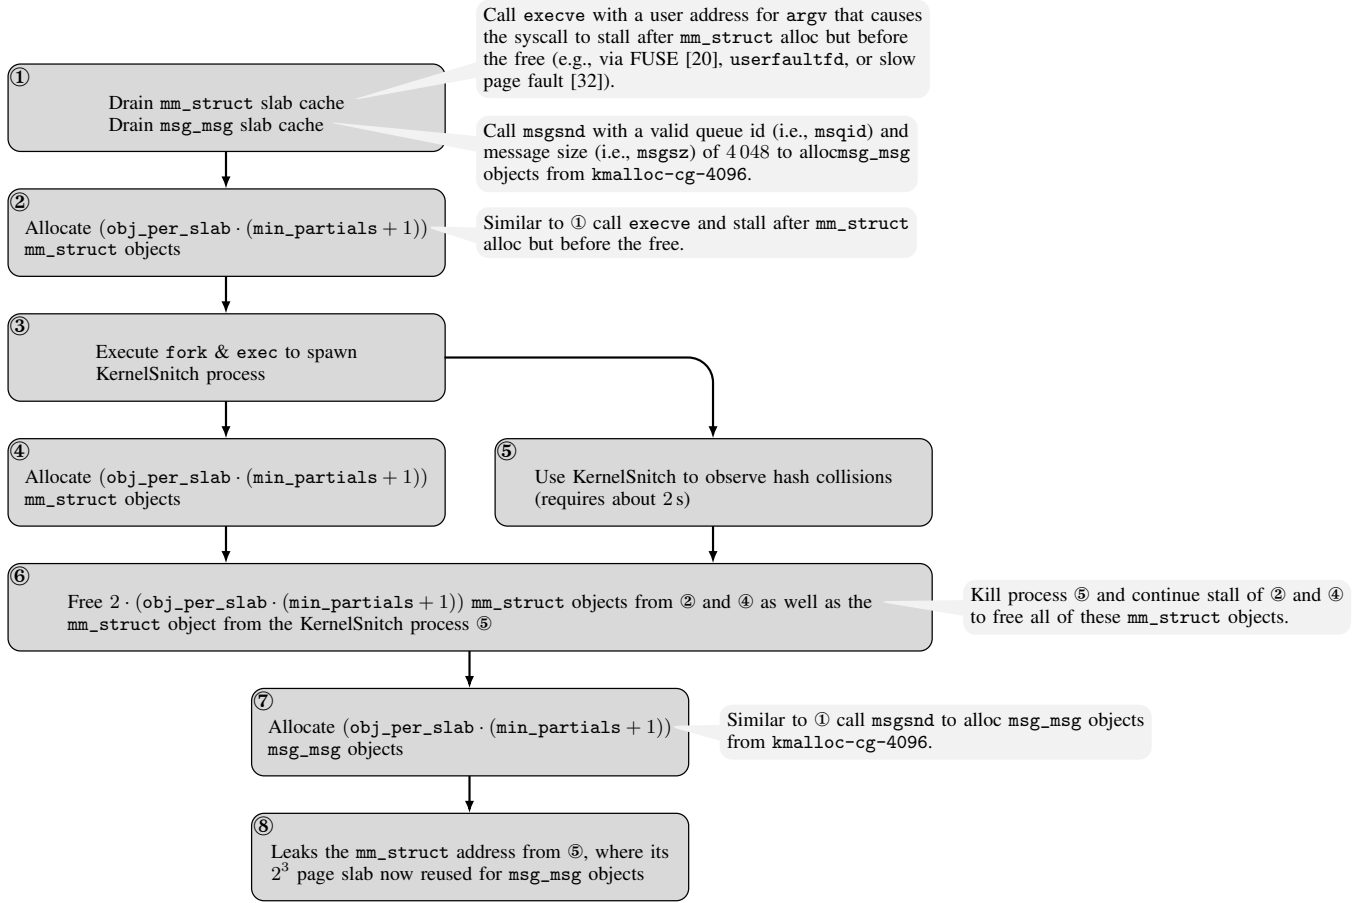 Call execve with a user address for argv that causes
the syscall to stall after mm_struct alloc but before
the free (e.g., via FUSE [20], userfaultfd, or slow
page fault [32]).
①
Drain mm_struct slab cache
Drain msg_msg slab cache
Call msgsnd with a valid queue id (i.e., msqid) and
message size (i.e., msgsz) of 4 048 to allocmsg_msg
objects from kmalloc-cg-4096.
②
Allocate (obj_per_slab · (min_partials + 1))
mm_struct objects
Similar to ① call execve and stall after mm_struct
alloc but before the free.
③
Execute fork & exec to spawn
KernelSnitch process
④
Allocate (obj_per_slab · (min_partials + 1))
mm_struct objects
⑤
Use KernelSnitch to observe hash collisions
(requires about 2 s)
⑥
Free 2 · (obj_per_slab · (min_partials + 1)) mm_struct objects from ② and ④ as well as the
mm_struct object from the KernelSnitch process ⑤
Kill process ⑤ and continue stall of ② and ④
to free all of these mm_struct objects.
⑦
Allocate (obj_per_slab · (min_partials + 1))
msg_msg objects
Similar to ① call msgsnd to alloc msg_msg objects
from kmalloc-cg-4096.
⑧
Leaks the mm_struct address from ⑤, where its
2³ page slab now reused for msg_msg objects